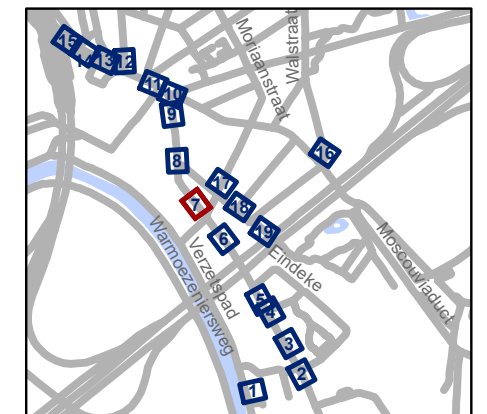 Moriaanstraat
Walstraat
13
12
11
10
9
8
7
6
17
18
19
16
Eindeke
Warmoezeniersweg
Verzetspad
Moscouviaduct
5
4
3
2
1